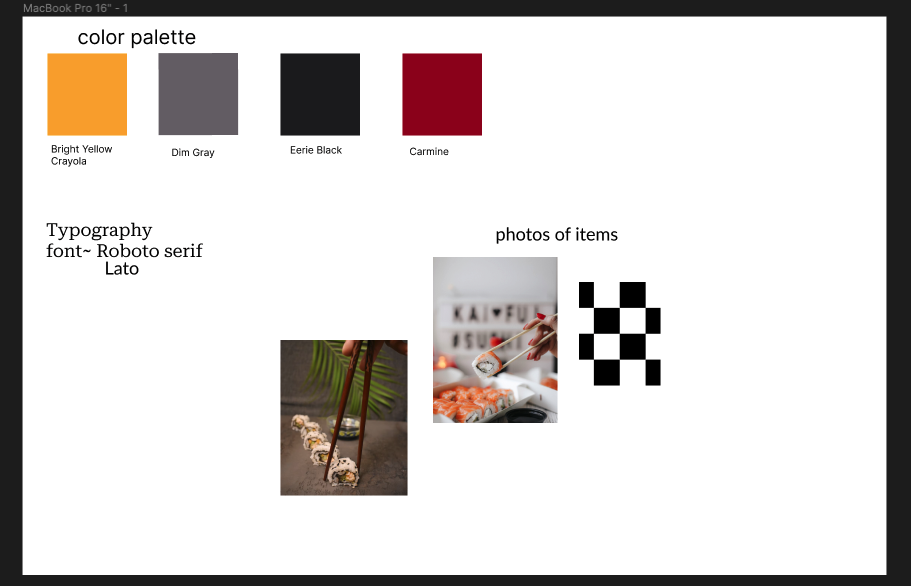 MacBook Pro 16" - 1
color palette
Bright Yellow
Crayola
Dim Gray
Eerie Black
Carmine
Typography
font~ Roboto serif
Lato
photos of items
KAI♥FU
#SU